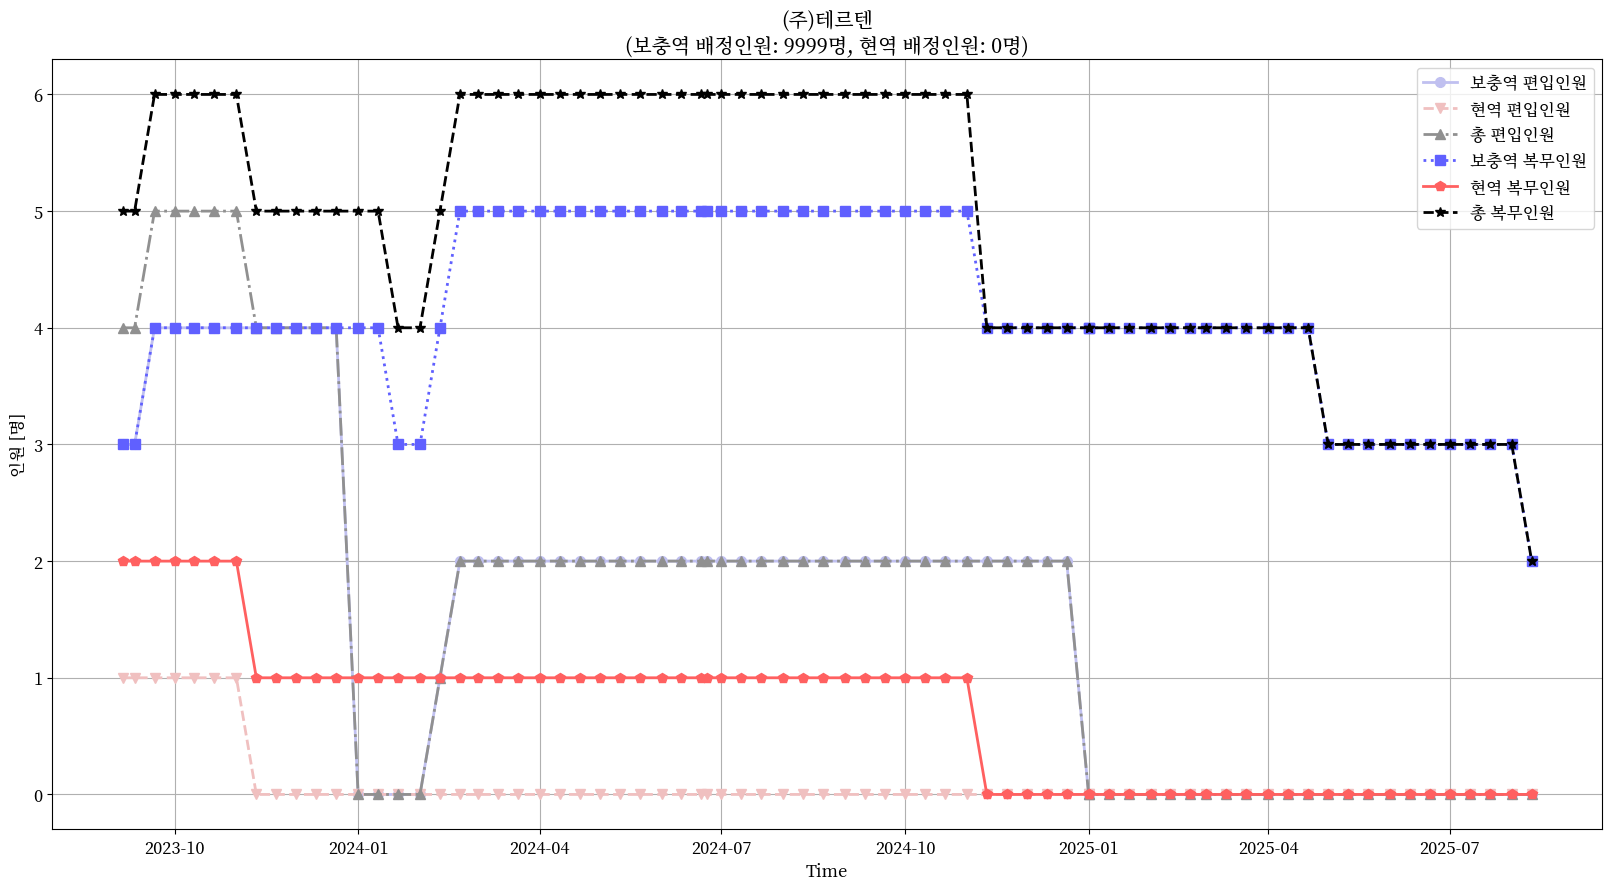 (주)테르텐
(보충역 배정인원: 9999명, 현역 배정인원: 0명)
보충역 편입인원
현역 편입인원
총 편입인원
보충역 복무인원
현역 복무인원
총 복무인원
인원 [명]
6
5
4
3
2
1
0
2023-10
2024-01
2024-04
2024-07
2024-10
2025-01
2025-04
2025-07
Time